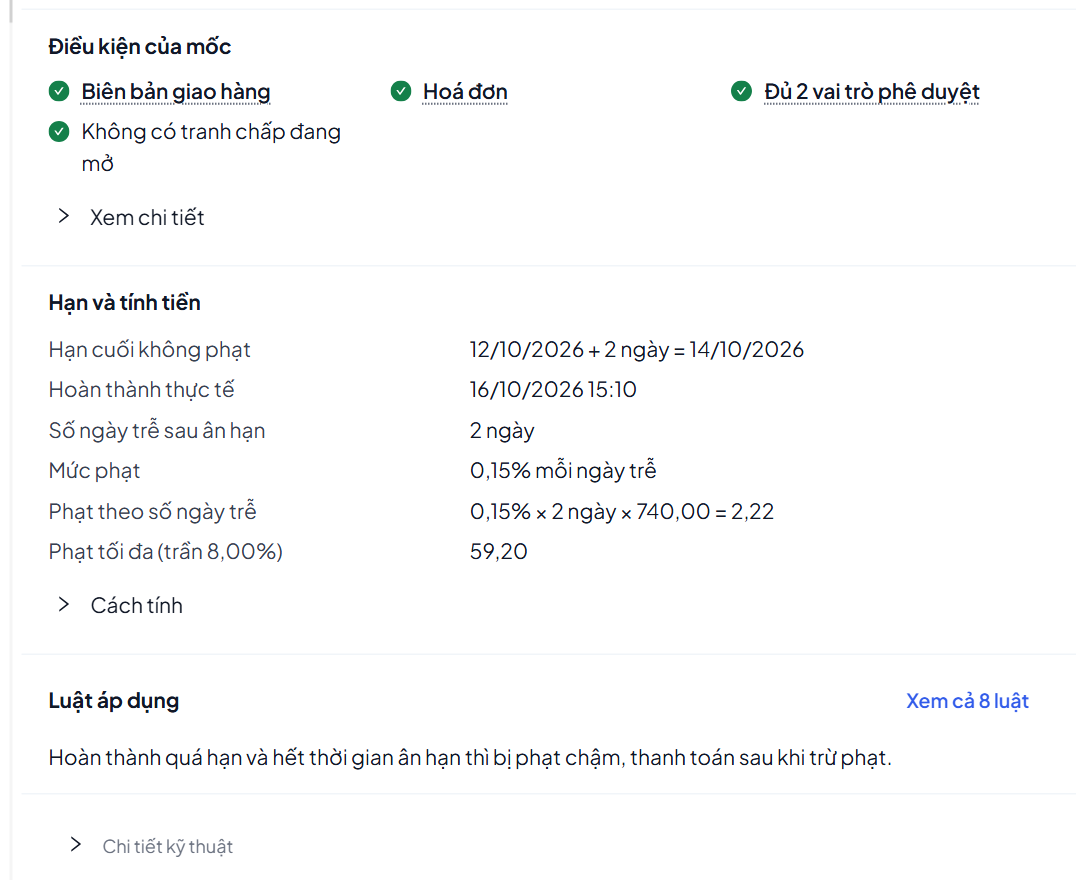 Điều kiện của mốc
Biên bản giao hàng
Hoá đơn
Đủ 2 vai trò phê duyệt
Không có tranh chấp đang
mở
Xem chi tiết
Hạn và tính tiền
Hạn cuối không phạt
12/10/2026 + 2 ngày = 14/10/2026
Hoàn thành thực tế
16/10/2026 15:10
Số ngày trễ sau ân hạn
2 ngày
Mức phạt
0,15% mỗi ngày trễ
Phạt theo số ngày trễ
0,15% × 2 ngày × 740,00 = 2,22
Phạt tối đa (trần 8,00%)
59,20
Cách tính
Luật áp dụng
Xem cả 8 luật
Hoàn thành quá hạn và hết thời gian ân hạn thì bị phạt chậm, thanh toán sau khi trừ phạt.
Chi tiết kỹ thuật